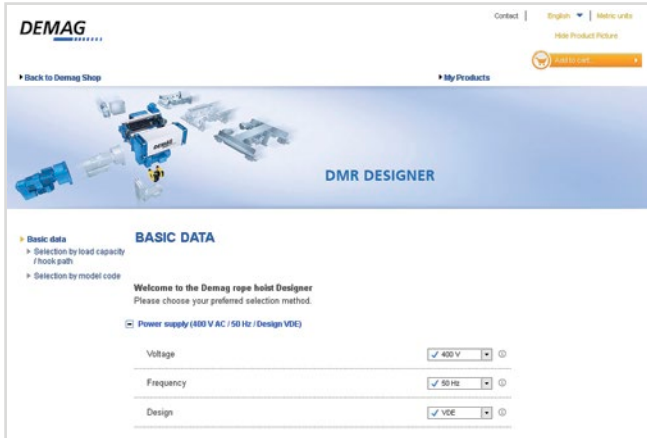 DEMAG
Contact
English
Metric units
Hide Product Picture
Add to cart...
Back to Demag Shop
My Products
DEMAG
DMR DESIGNER
Basic data
Selection by load capacity
/ hook path
Selection by model code
BASIC DATA
Welcome to the Demag rope hoist Designer
Please choose your preferred selection method.
Power supply (400 V AC / 50 Hz / Design VDE)
Voltage
400 V
Frequency
50 Hz
Design
VDE